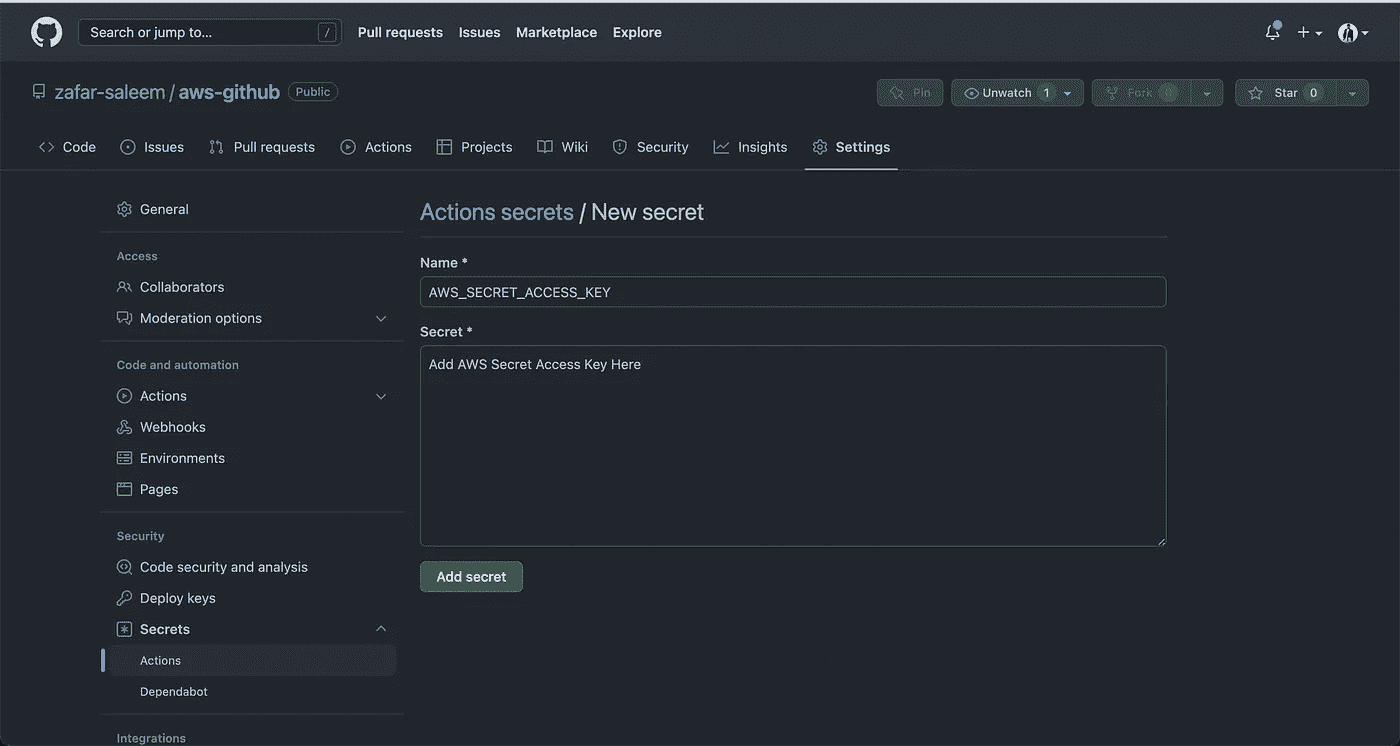 Search or jump to... /
Pull requests Issues Marketplace Explore
zafar-saleem / aws-github Public
Pin Unwatch 1 Fork 0 Star 0
Code Issues Pull requests Actions Projects Wiki Security Insights Settings
General
Access
Collaborators
Moderation options
Code and automation
Actions
Webhooks
Environments
Pages
Security
Code security and analysis
Deploy keys
Secrets
Actions
Dependabot
Integrations
Actions secrets / New secret
Name *
AWS_SECRET_ACCESS_KEY
Secret *
Add AWS Secret Access Key Here
Add secret